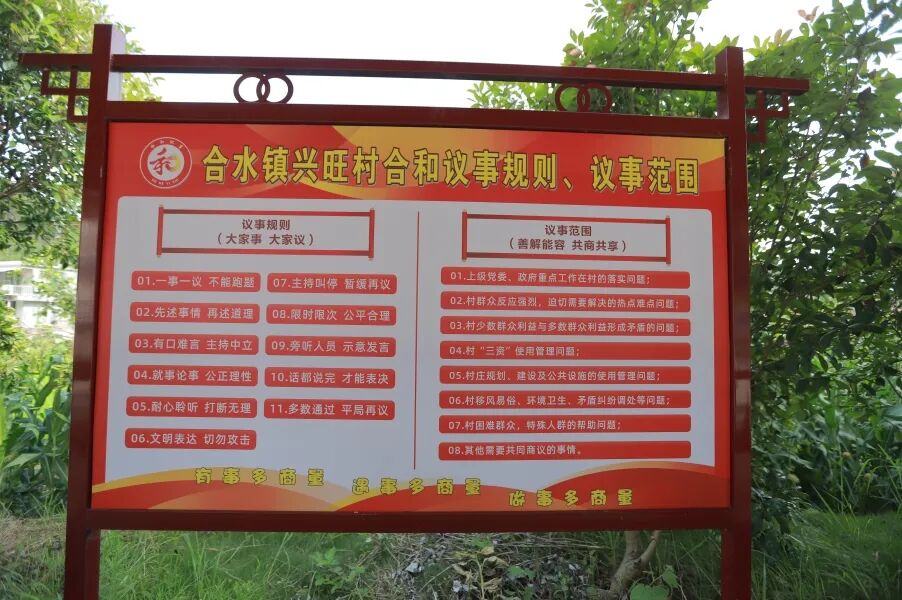 合水镇兴旺村合和议事规则、议事范围
和
议事规则
（大家事 大家议）
01.一事一议 不能跑题
02.先述事情 再述道理
03.有口难言 主持中立
04.就事论事 公正理性
05.耐心聆听 打断无理
06.文明表达 切勿攻击
07.主持叫停 暂缓再议
08.限时限次 公平合理
09.旁听人员 示意发言
10.话都说完 才能表决
11.多数通过 平局再议
议事范围
（善解能容 共商共享）
01.上级党委、政府重点工作在村的落实问题；
02.村群众反应强烈，迫切需要解决的热点难点问题；
03.村少数群众利益与多数群众利益形成矛盾的问题；
04.村“三资”使用管理问题；
05.村庄规划、建设及公共设施的使用管理问题；
06.村移风易俗、环境卫生、矛盾纠纷调处等问题；
07.村困难群众，特殊人群的帮助问题；
08.其他需要共同商议的事情。
有事多商量 遇事多商量 做事多商量